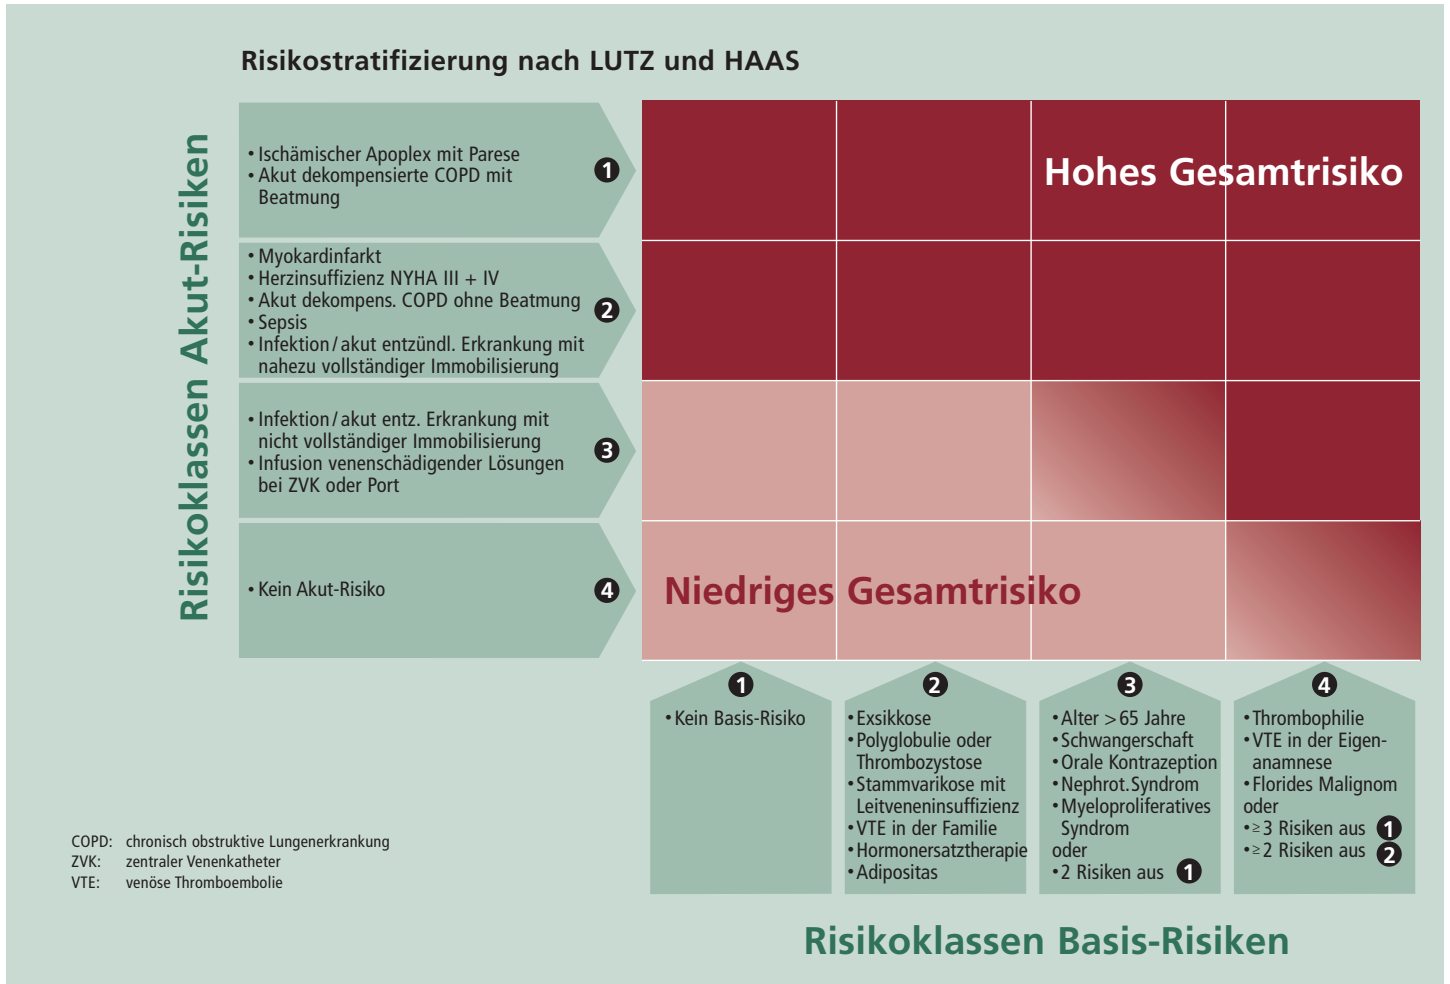 Risikostratifizierung nach LUTZ und HAAS
Risikoklassen Akut-Risiken
• Ischämischer Apoplex mit Parese
• Akut dekompensierte COPD mit
Beatmung
1
Hohes Gesamtrisiko
• Myokardinfarkt
• Herzinsuffizienz NYHA III + IV
• Akut dekompens. COPD ohne Beatmung
• Sepsis
• Infektion/akut entzündl. Erkrankung mit
nahezu vollständiger Immobilisierung
2
• Infektion/akut entz. Erkrankung mit
nicht vollständiger Immobilisierung
• Infusion venenschädigender Lösungen
bei ZVK oder Port
3
• Kein Akut-Risiko
4
Niedriges Gesamtrisiko
1
• Kein Basis-Risiko
2
• Exsikkose
• Polyglobulie oder
Thrombozystose
• Stammvarikose mit
Leitveneninsuffizienz
• VTE in der Familie
• Hormonersatztherapie
• Adipositas
3
• Alter > 65 Jahre
• Schwangerschaft
• Orale Kontrazeption
• Nephrot.Syndrom
• Myeloproliferatives
Syndrom
oder
• 2 Risiken aus 1
4
• Thrombophilie
• VTE in der Eigen-
anamnese
• Florides Malignom
oder
• ≥ 3 Risiken aus 1
• ≥ 2 Risiken aus 2
COPD: chronisch obstruktive Lungenerkrankung
ZVK: zentraler Venenkatheter
VTE: venöse Thromboembolie
Risikoklassen Basis-Risiken